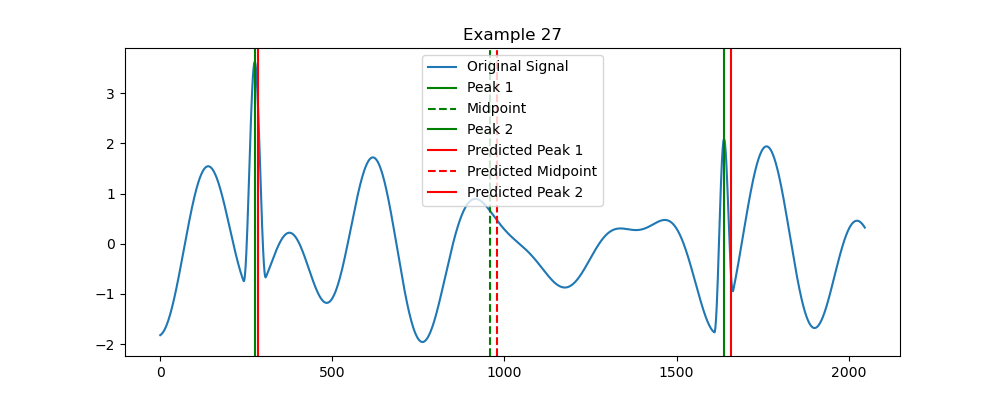 Example 27
Original Signal
Peak 1
Midpoint
Peak 2
Predicted Peak 1
Predicted Midpoint
Predicted Peak 2
3
2
1
0
−1
−2
0 500 1000 1500 2000